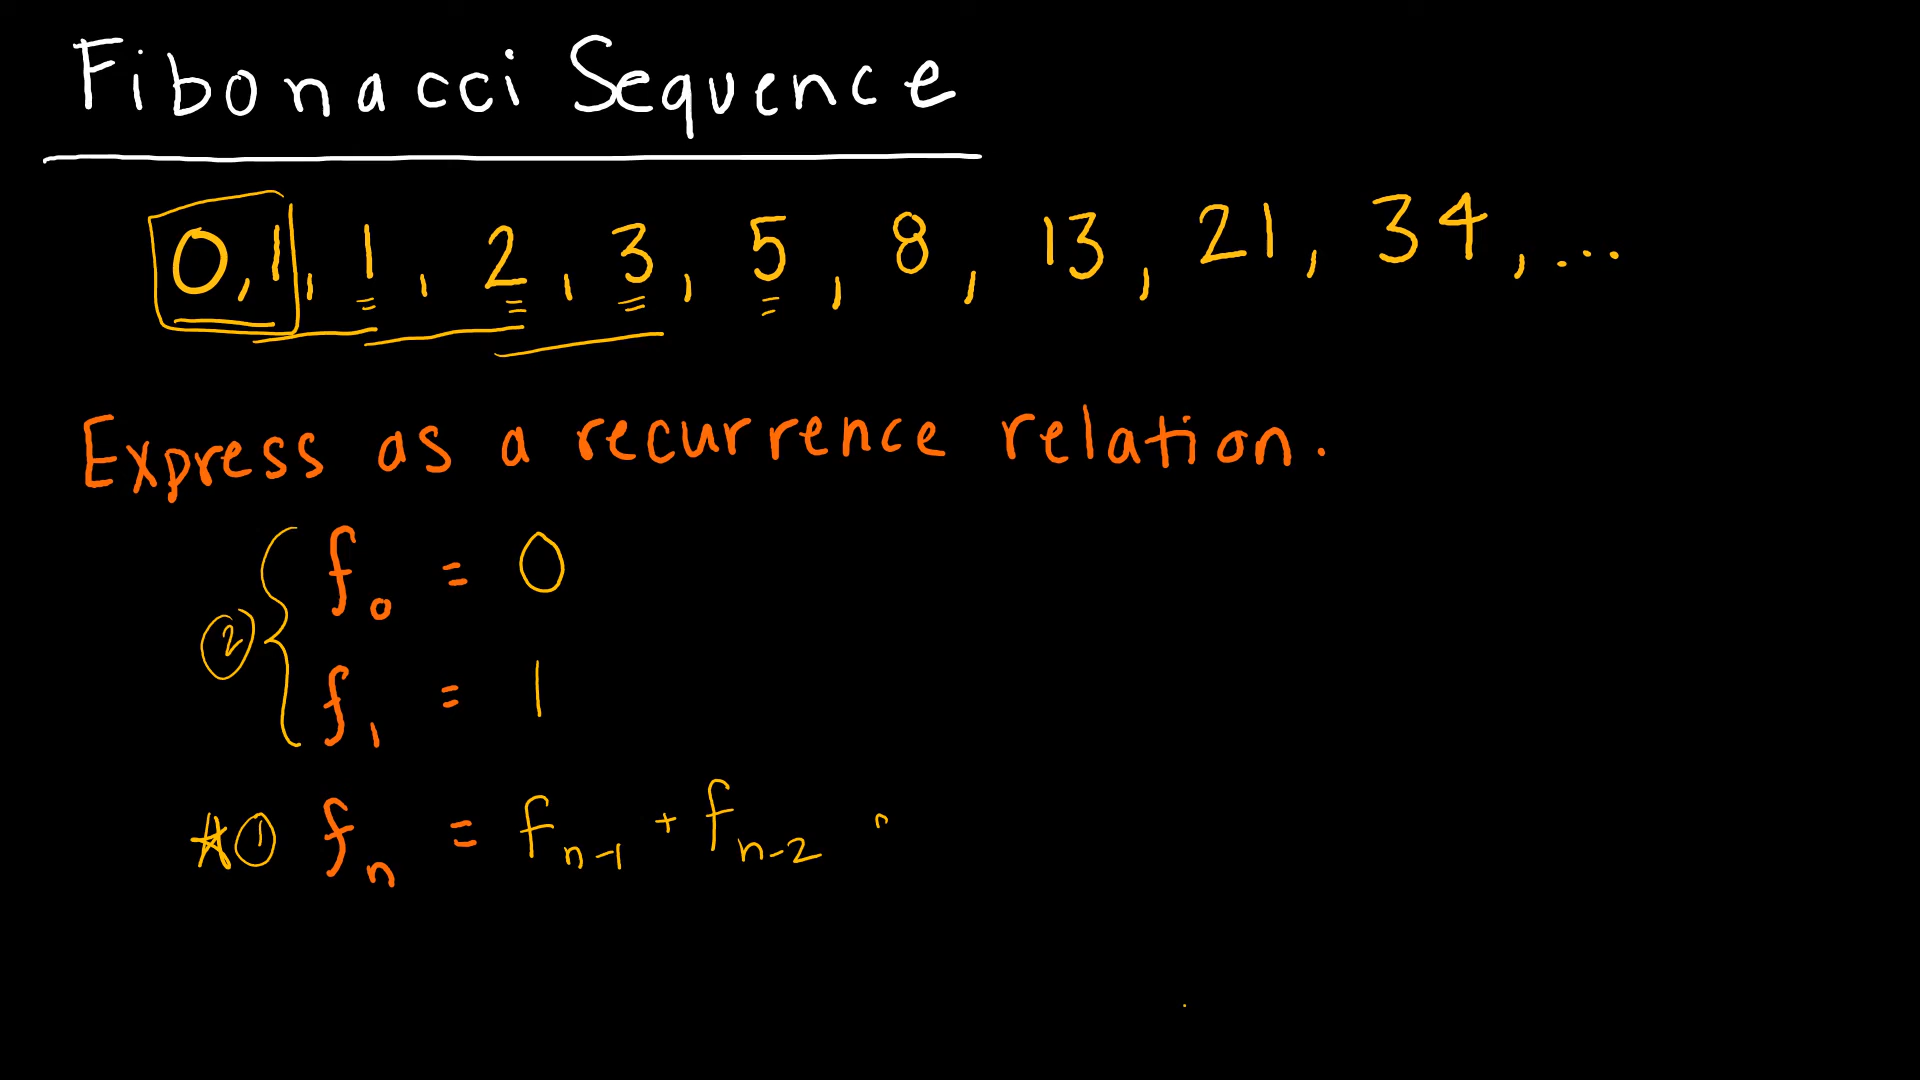 Fibonacci Sequence
0, 1, 1, 2, 3, 5, 8, 13, 21, 34, ...
Express as a recurrence relation.
f₀ = 0
②
f₁ = 1
① fₙ = fₙ₋₁ + fₙ₋₂